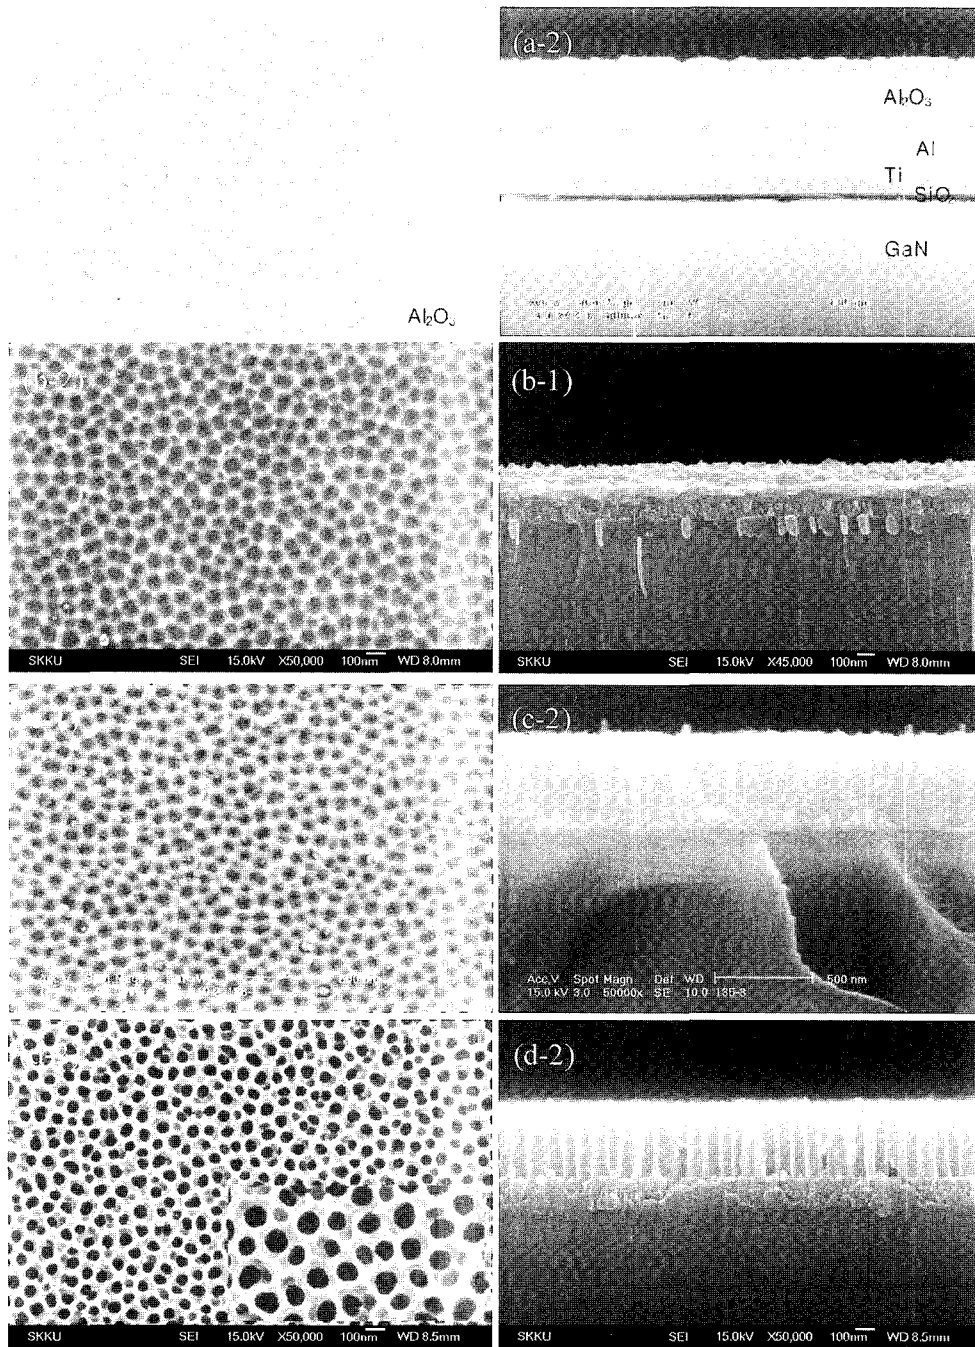 (a-2)
Al₂O₃
Al
Ti
SiO₂
GaN
Al₂O₃
(b-2)
SKKU SEI 15.0kV X50,000 100nm WD 8.0mm
(b-1)
SKKU SEI 15.0kV X45,000 100nm WD 8.0mm
(c-2)
Acc.V Spot Magn Det WD 500 nm
15.0 kV 3.0 50000x SE 10.0 135-3
SKKU SEI 15.0kV X50,000 100nm WD 8.5mm
(d-2)
SKKU SEI 15.0kV X50,000 100nm WD 8.5mm